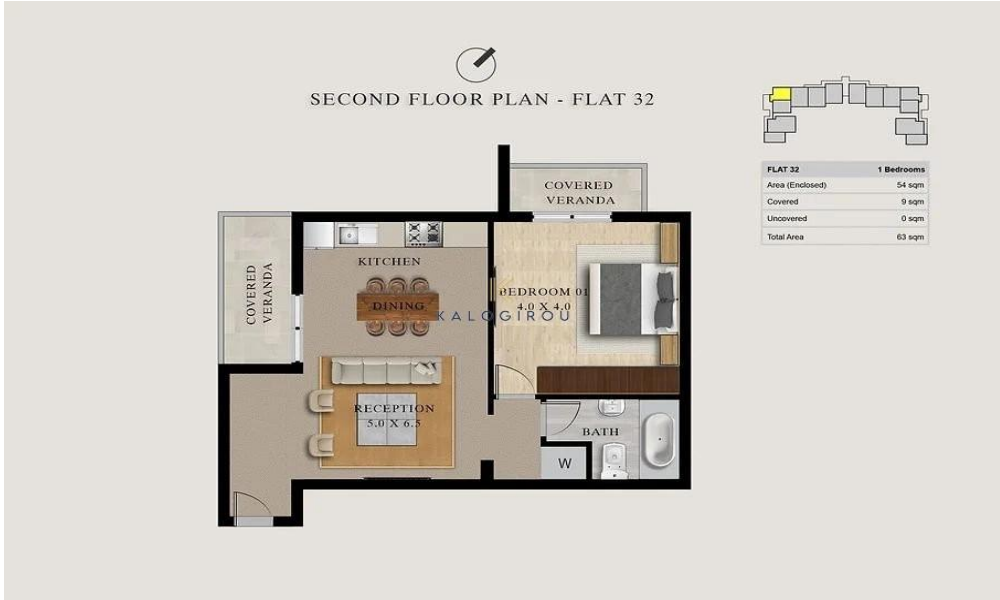 SECOND FLOOR PLAN - FLAT 32
FLAT 32 1 Bedrooms
Area (Enclosed) 54 sqm
Covered 9 sqm
Uncovered 0 sqm
Total Area 63 sqm
COVERED
VERANDA
COVERED
VERANDA
KITCHEN
DINING
BEDROOM 01
4.0 X 4.0
KALOGIROU
RECEPTION
5.0 X 6.5
BATH
W